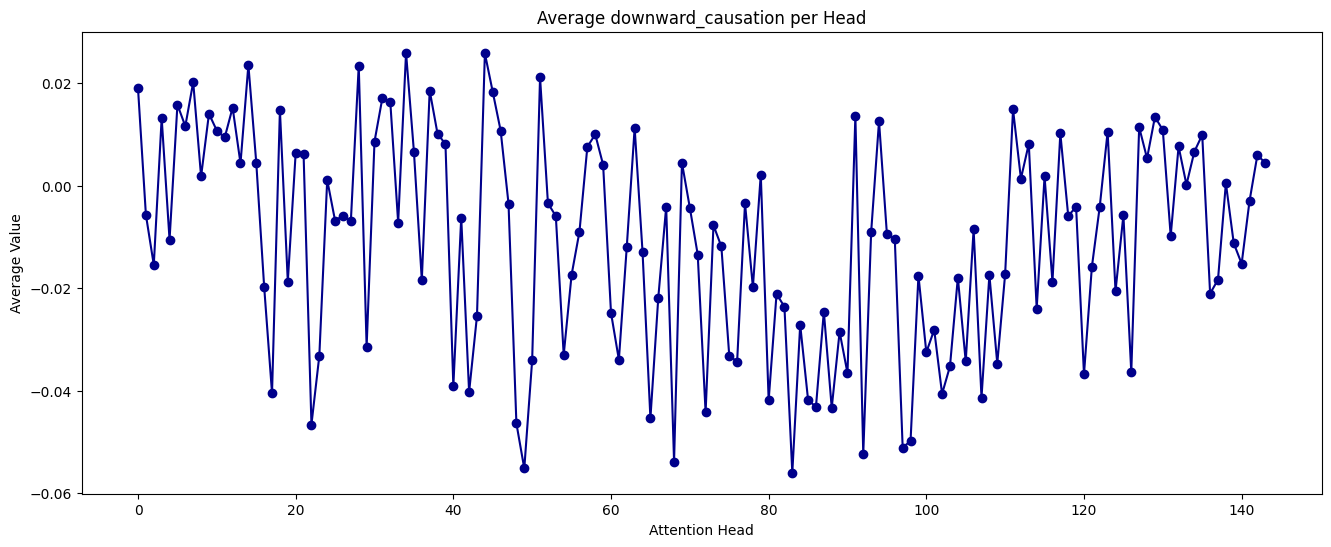 Average downward_causation per Head
Average Value
0.02
0.00
−0.02
−0.04
−0.06
0 20 40 60 80 100 120 140
Attention Head